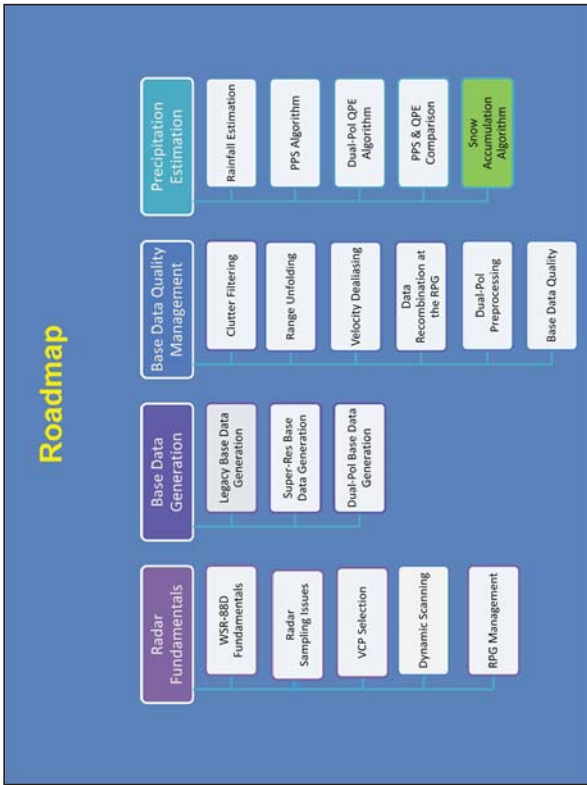 Roadmap
Radar
Fundamentals
WSR-88D
Fundamentals
Radar
Sampling Issues
VCP Selection
Dynamic Scanning
RPG Management
Base Data
Generation
Legacy Base Data
Generation
Super-Res Base
Data Generation
Dual-Pol Base Data
Generation
Base Data Quality
Management
Clutter Filtering
Range Unfolding
Velocity Dealiasing
Data
Recombination at
the RPG
Dual-Pol
Preprocessing
Base Data Quality
Precipitation
Estimation
Rainfall Estimation
PPS Algorithm
Dual-Pol QPE
Algorithm
PPS & QPE
Comparison
Snow
Accumulation
Algorithm